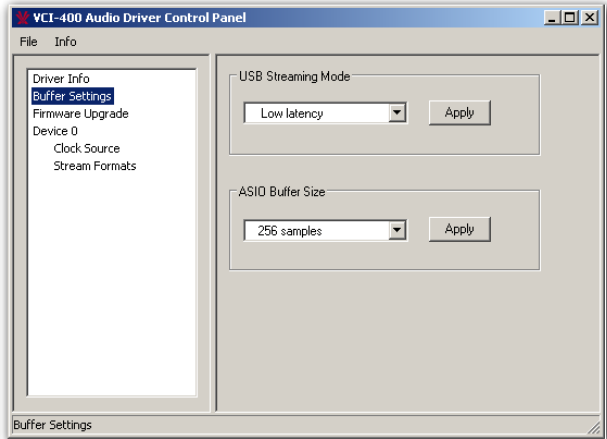 VCI-400 Audio Driver Control Panel
File Info
Driver Info
Buffer Settings
Firmware Upgrade
Device 0
Clock Source
Stream Formats
USB Streaming Mode
Low latency Apply
ASIO Buffer Size
256 samples Apply
Buffer Settings